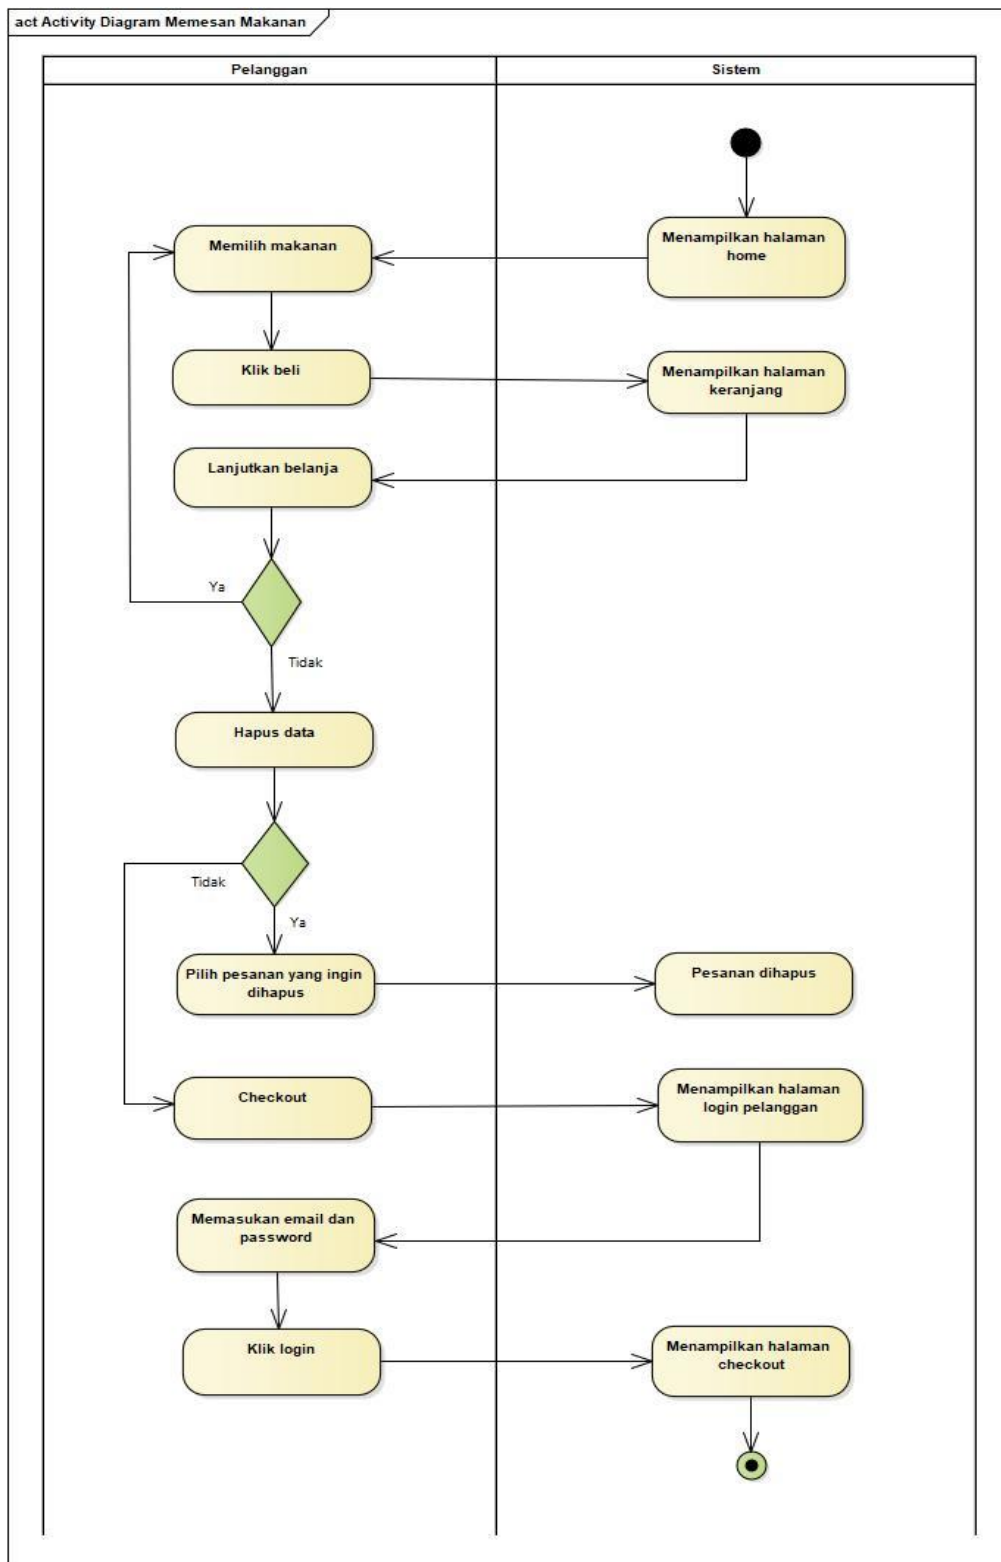 act Activity Diagram Memesan Makanan
Pelanggan
Sistem
Memilih makanan
Menampilkan halaman
home
Klik beli
Menampilkan halaman
keranjang
Lanjutkan belanja
Ya
Tidak
Hapus data
Tidak
Ya
Pilih pesanan yang ingin
dihapus
Pesanan dihapus
Checkout
Menampilkan halaman
login pelanggan
Memasukan email dan
password
Klik login
Menampilkan halaman
checkout